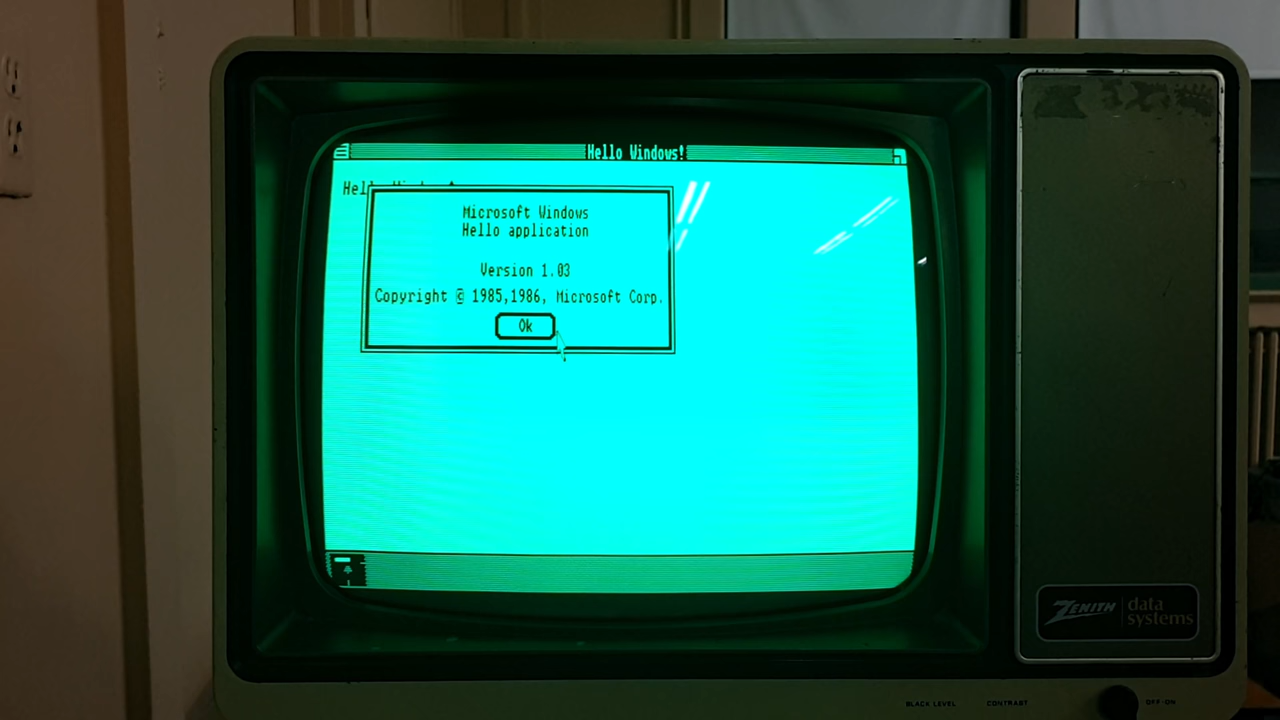 Hello Windows!
Microsoft Windows
Hello application
Version 1.03
Copyright © 1985,1986, Microsoft Corp.
Ok
ZENITH data systems
BLACK LEVEL CONTRAST OFF-ON